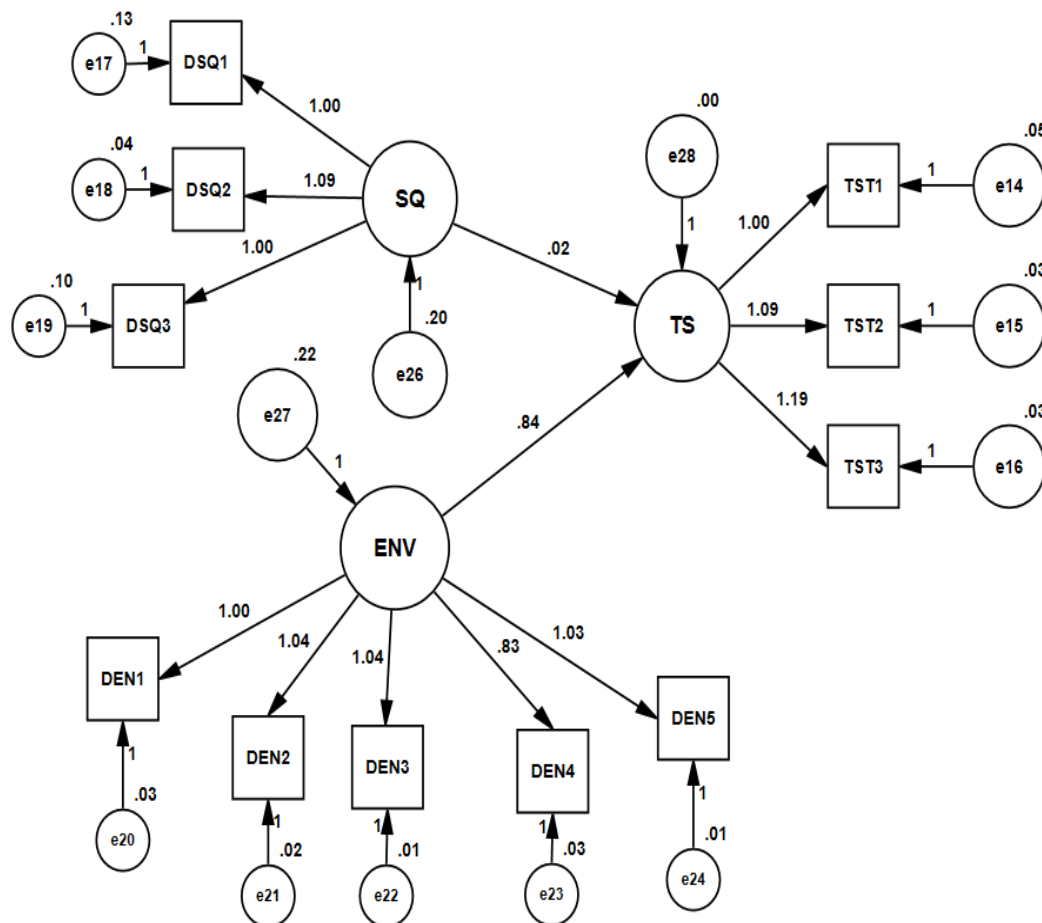 .13
e17
1
DSQ1
1.00
.04
e18
1
DSQ2
1.09
SQ
.10
e19
1
DSQ3
1.00
1
.20
e26
.02
.00
e28
1
TS
1.00
TST1
1
.05
e14
1.09
TST2
1
.03
e15
1.19
TST3
1
.03
e16
.22
e27
1
.84
ENV
1.00
1.04
1.04
.83
1.03
DEN1
DEN2
DEN3
DEN4
DEN5
1
.03
e20
1
.02
e21
1
.01
e22
1
.03
e23
1
.01
e24